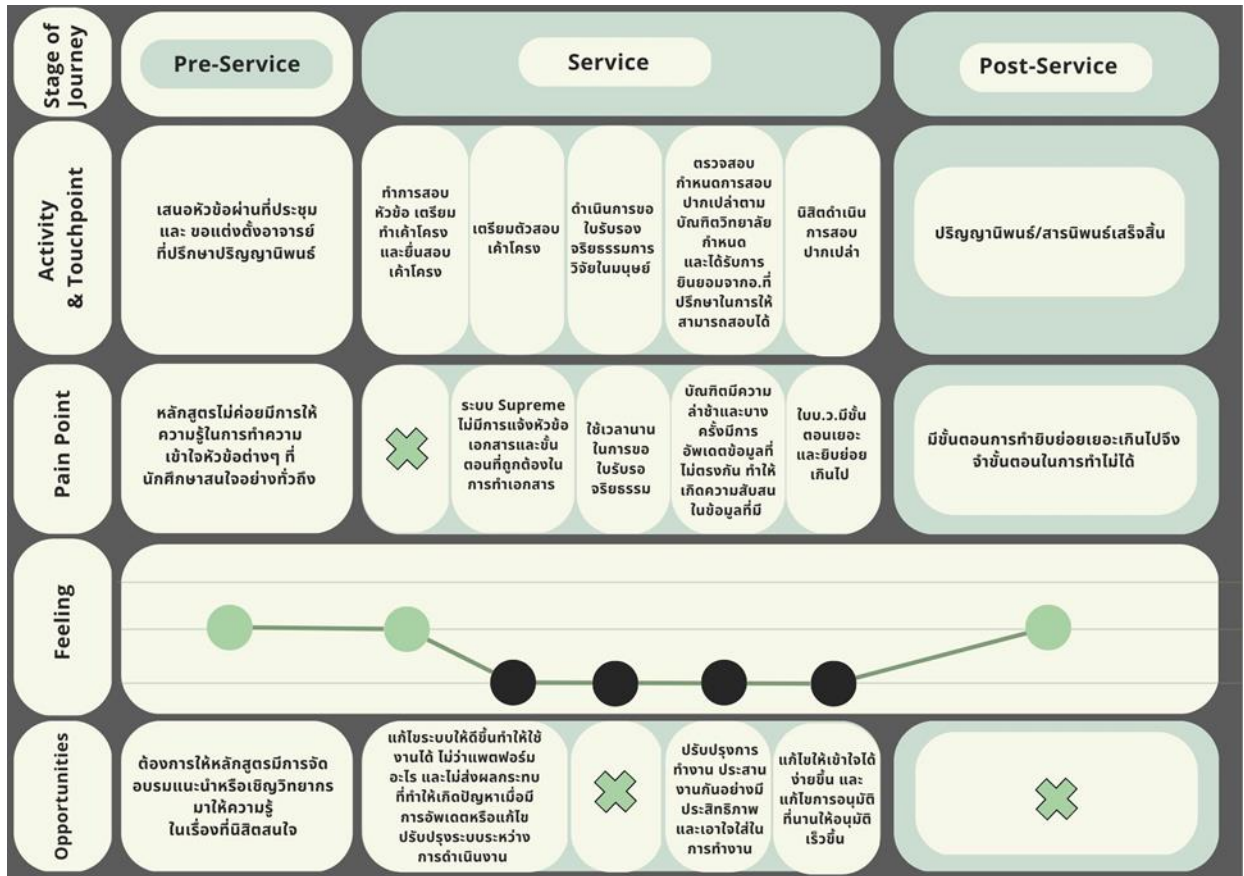 Stage of
Journey
Pre-Service
Service
Post-Service
Activity
& Touchpoint
เสนอหัวข้อผ่านที่ประชุม
และ ขอแต่งตั้งอาจารย์
ที่ปรึกษาปริญญานิพนธ์
ทำการสอบ
หัวข้อ เตรียม
ทำเค้าโครง
และยื่นสอบ
เค้าโครง
เตรียมตัวสอบ
เค้าโครง
ดำเนินการขอ
ใบรับรอง
จริยธรรมการ
วิจัยในมนุษย์
ตรวจสอบ
กำหนดการสอบ
ปากเปล่าตาม
บัณฑิตวิทยาลัย
กำหนด
และได้รับการ
ยินยอมจากอ.ที่
ปรึกษาในการให้
สามารถสอบได้
นิสิตดำเนิน
การสอบ
ปากเปล่า
ปริญญานิพนธ์/สารนิพนธ์เสร็จสิ้น
Pain Point
หลักสูตรไม่ค่อยมีการให้
ความรู้ในการทำความ
เข้าใจหัวข้อต่างๆ ที่
นักศึกษาสนใจอย่างทั่วถึง
ระบบ Supreme
ไม่มีการแจ้งหัวข้อ
เอกสารและขั้น
ตอนที่ถูกต้องใน
การทำเอกสาร
ใช้เวลานาน
ในการขอ
ใบรับรอ
จริยธรรม
บัณฑิตมีความ
ล่าช้าและบาง
ครั้งมีการ
อัพเดตข้อมูลที่
ไม่ตรงกัน ทำให้
เกิดความสับสน
ในข้อมูลที่มี
ใบบ.ว.มีขั้น
ตอนเยอะ
และยิบย่อย
เกินไป
มีขั้นตอนการทำยิบย่อยเยอะเกินไปจึง
จำขั้นตอนในการทำไม่ได้
Feeling
Opportunities
ต้องการให้หลักสูตรมีการจัด
อบรมแนะนำหรือเชิญวิทยากร
มาให้ความรู้
ในเรื่องที่นิสิตสนใจ
แก้ไขระบบให้ดีขึ้นทำให้ใช้
งานได้ ไม่ว่าแพตฟอร์ม
อะไร และไม่ส่งผลกระทบ
ที่ทำให้เกิดปัญหาเมื่อมี
การอัพเดตหรือแก้ไข
ปรับปรุงระบบระหว่าง
การดำเนินงาน
ปรับปรุงการ
ทำงาน ประสาน
งานกันอย่างมี
ประสิทธิภาพ
และเอาใจใส่ใน
การทำงาน
แก้ไขให้เข้าใจได้
ง่ายขึ้น และ
แก้ไขการอนุมัติ
ที่นานให้อนุมัติ
เร็วขึ้น